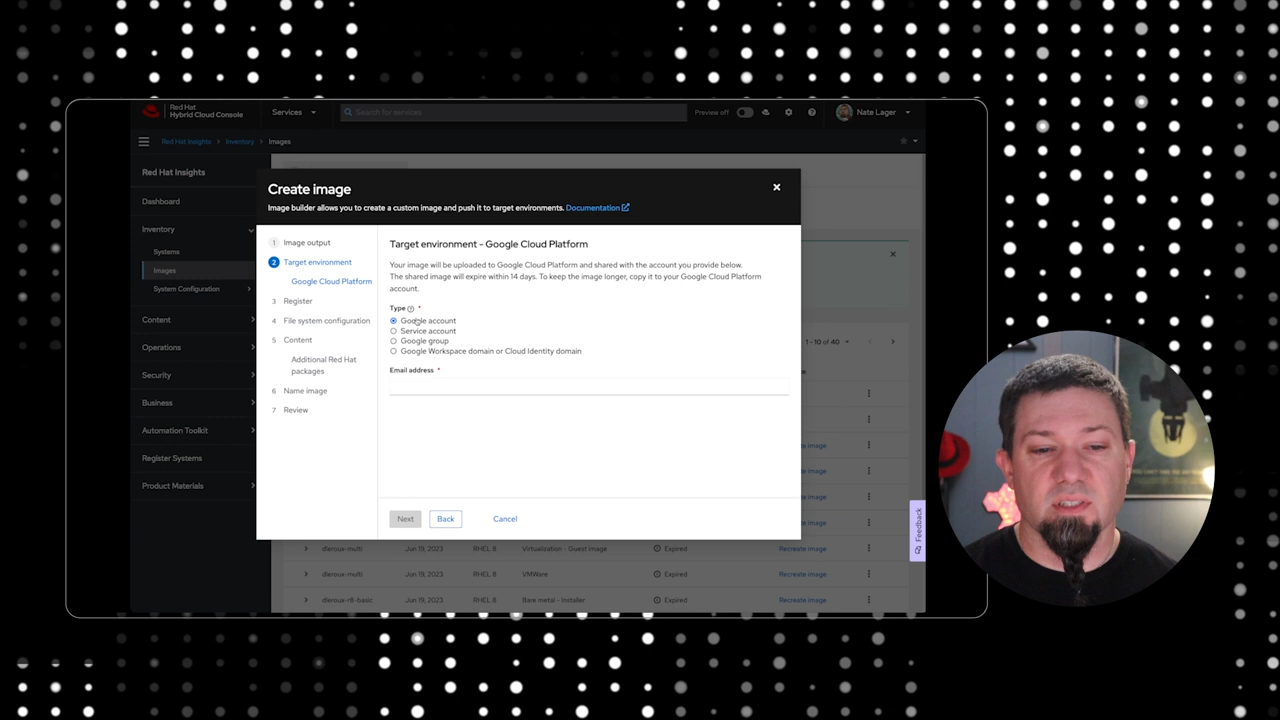 Red Hat
Hybrid Cloud Console
Services
Search for services
Preview off
Nate Lager
Red Hat Insights
Inventory
Images
Red Hat Insights
Dashboard
Inventory
Systems
Images
System Configuration
Content
Operations
Security
Business
Automation Toolkit
Register Systems
Product Materials
Create image
Image builder allows you to create a custom image and push it to target environments. Documentation
1 Image output
2 Target environment
Google Cloud Platform
3 Register
4 File system configuration
5 Content
Additional Red Hat
packages
6 Name image
7 Review
Target environment - Google Cloud Platform
Your image will be uploaded to Google Cloud Platform and shared with the account you provide below.
The shared image will expire within 14 days. To keep the image longer, copy it to your Google Cloud Platform
account.
Type *
Google account
Service account
Google group
Google Workspace domain or Cloud Identity domain
Email address *
Next
Back
Cancel
1 - 10 of 40
Feedback
dleroux-multi Jun 19, 2023 RHEL 8 Virtualization - Guest image Expired Recreate image
dleroux-multi Jun 19, 2023 RHEL 8 VMWare Expired Recreate image
dleroux-r8-basic Jun 19, 2023 RHEL 8 Bare metal - Installer Expired Recreate image